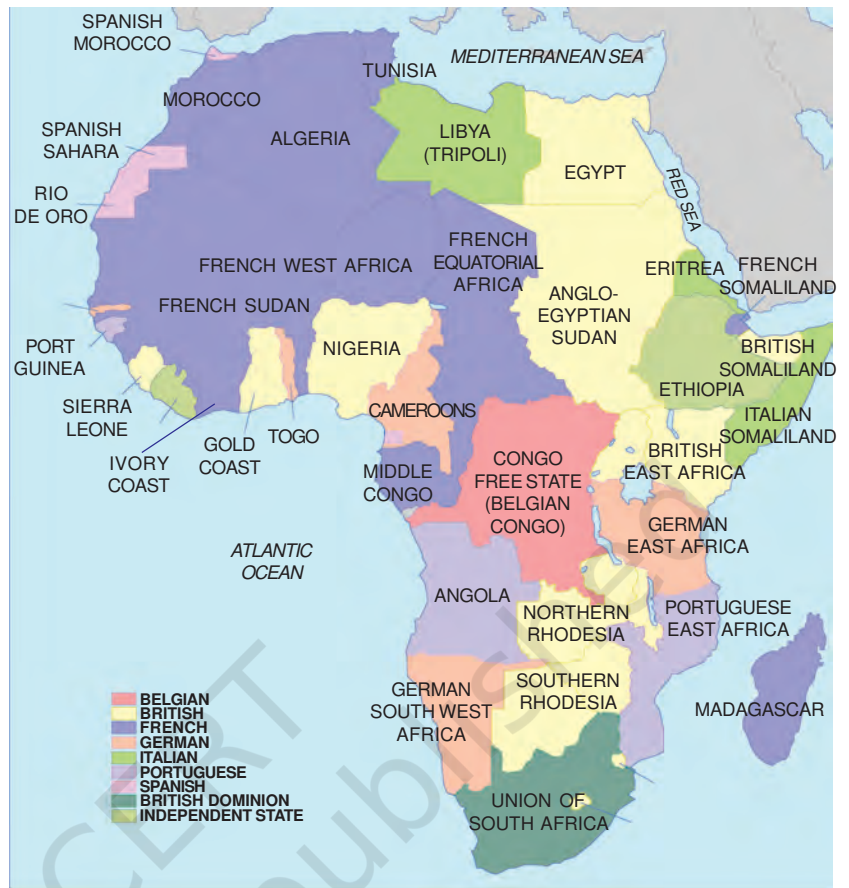 SPANISH
MOROCCO
MEDITERRANEAN SEA
TUNISIA
MOROCCO
SPANISH
SAHARA
ALGERIA
LIBYA
(TRIPOLI)
EGYPT
RIO
DE ORO
RED SEA
FRENCH
EQUATORIAL
AFRICA
FRENCH WEST AFRICA
ERITREA
FRENCH
SOMALILAND
FRENCH SUDAN
ANGLO-
EGYPTIAN
SUDAN
PORT
GUINEA
NIGERIA
BRITISH
SOMALILAND
ETHIOPIA
SIERRA
LEONE
CAMEROONS
ITALIAN
SOMALILAND
IVORY
COAST
GOLD
COAST
TOGO
MIDDLE
CONGO
CONGO
FREE STATE
(BELGIAN
CONGO)
BRITISH
EAST AFRICA
GERMAN
EAST AFRICA
ATLANTIC
OCEAN
ANGOLA
NORTHERN
RHODESIA
PORTUGUESE
EAST AFRICA
GERMAN
SOUTH WEST
AFRICA
SOUTHERN
RHODESIA
MADAGASCAR
BELGIAN
BRITISH
FRENCH
GERMAN
ITALIAN
PORTUGUESE
SPANISH
BRITISH DOMINION
INDEPENDENT STATE
UNION OF
SOUTH AFRICA